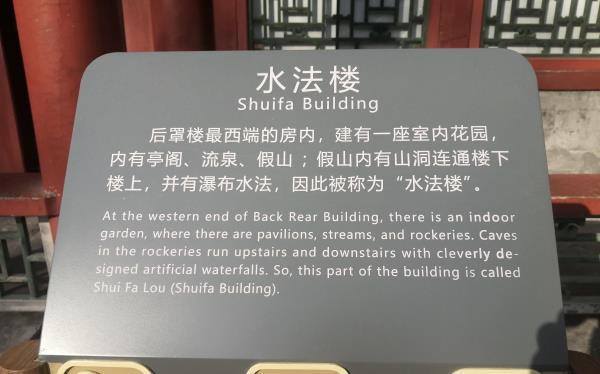 水法楼
Shuifa Building
后罩楼最西端的房内，建有一座室内花园，
内有亭阁、流泉、假山；假山内有山洞连通楼下
楼上，并有瀑布水法，因此被称为“水法楼”。
At the western end of Back Rear Building, there is an indoor
garden, where there are pavilions, streams, and rockeries. Caves
in the rockeries run upstairs and downstairs with cleverly de-
signed artificial waterfalls. So, this part of the building is called
Shui Fa Lou (Shuifa Building).